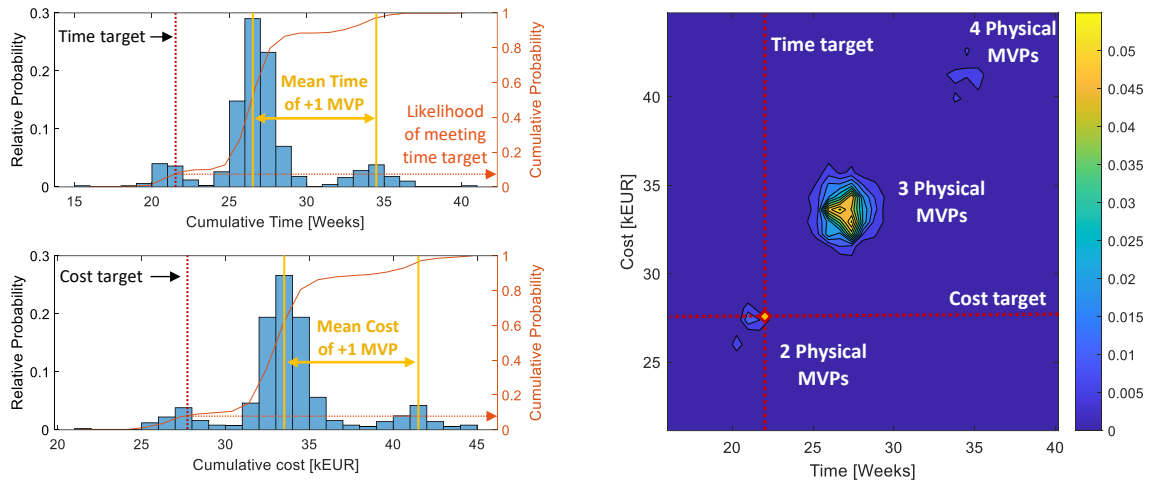 0.3
0.2
0.1
0
Relative Probability
Time target
Mean Time
of +1 MVP
Likelihood
of meeting
time target
1
0.8
0.6
0.4
0.2
0
Cumulative Probability
15 20 25 30 35 40
Cumulative Time [Weeks]
0.3
0.2
0.1
0
Relative Probability
Cost target
Mean Cost
of +1 MVP
1
0.8
0.6
0.4
0.2
0
Cumulative Probability
20 25 30 35 40 45
Cumulative cost [kEUR]
40
35
30
25
Cost [kEUR]
Time target
4 Physical
MVPs
3 Physical
MVPs
Cost target
2 Physical
MVPs
20 25 30 35 40
Time [Weeks]
0.05
0.045
0.04
0.035
0.03
0.025
0.02
0.015
0.01
0.005
0